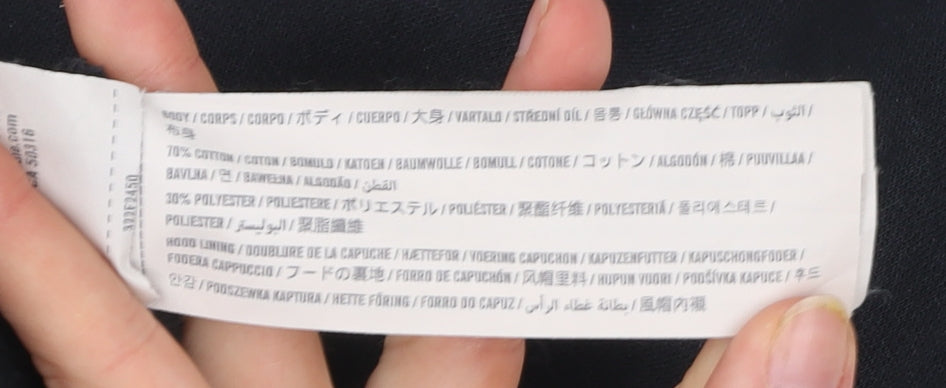 BODY / CORPS / CORPO / ボディ / CUERPO / 大身 / VARTALO / STŘEDNÍ DÍL / 몸통 / GŁÓWNA CZĘŚĆ / TOPP / الثوب /
布身
70% COTTON / COTON / BOMULD / KATOEN / BAUMWOLLE / BOMULL / COTONE / コットン / ALGODÓN / 棉 / PUUVILLAA /
BAVLNA / 면 / BAWEŁNA / ALGODÃO / القطن
30% POLYESTER / POLIESTERE / ポリエステル / POLIÉSTER / 聚酯纤维 / POLYESTERIÄ / 폴리에스테르 /
POLIESTER / البوليستر / 聚脂纖維
HOOD LINING / DOUBLURE DE LA CAPUCHE / HÆTTEFOR / VOERING CAPUCHON / KAPUZENFUTTER / KAPUSCHONGFODER /
FODERA CAPPUCCIO / フードの裏地 / FORRO DE CAPUCHÓN / 风帽里料 / HUPUN VUORI / PODŠÍVKA KAPUCE / 후드
안감 / PODSZEWKA KAPTURA / HETTE FÔRING / FORRO DO CAPUZ / بطانة غطاء الرأس / 風帽內襯